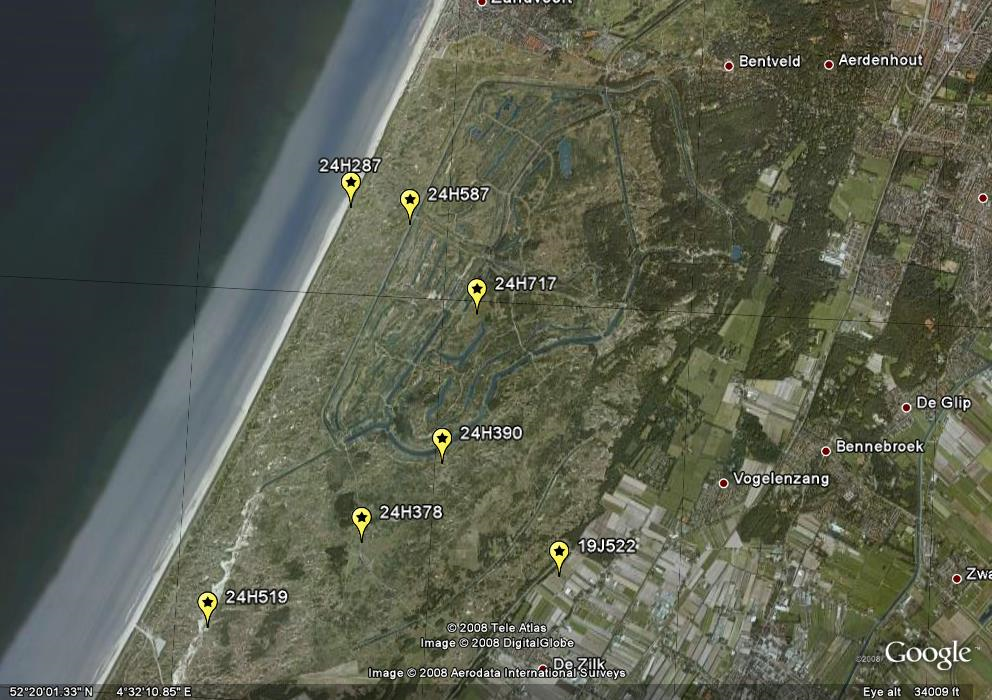 Zandvoort
Bentveld
Aerdenhout
24H287
24H587
24H717
De Glip
24H390
Bennebroek
Vogelenzang
24H378
19J522
Zwa
24H519
© 2008 Tele Atlas
Image © 2008 DigitalGlobe
©2008 Google™
De Zilk
Image © 2008 Aerodata International Surveys
52°20'01.33" N 4°32'10.85" E Eye alt 34009 ft